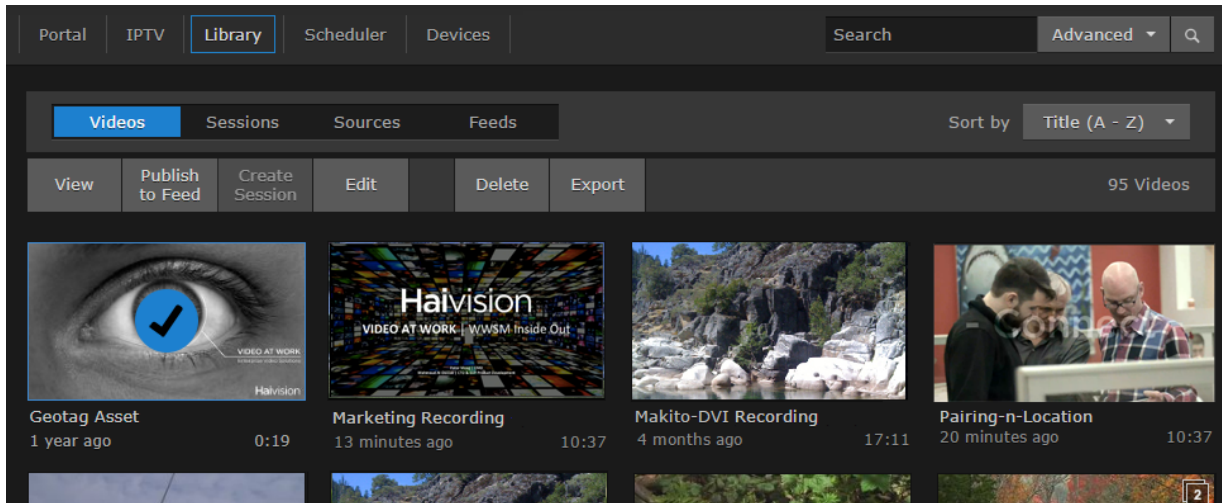 Portal IPTV Library Scheduler Devices Search Advanced
Videos Sessions Sources Feeds Sort by Title (A - Z)
View Publish to Feed Create Session Edit Delete Export 95 Videos
VIDEO AT WORK
Haivision
Haivision
VIDEO AT WORK | WWSM Inside Out
Connec
Geotag Asset Marketing Recording Makito-DVI Recording Pairing-n-Location
1 year ago 0:19 13 minutes ago 10:37 4 months ago 17:11 20 minutes ago 10:37
2